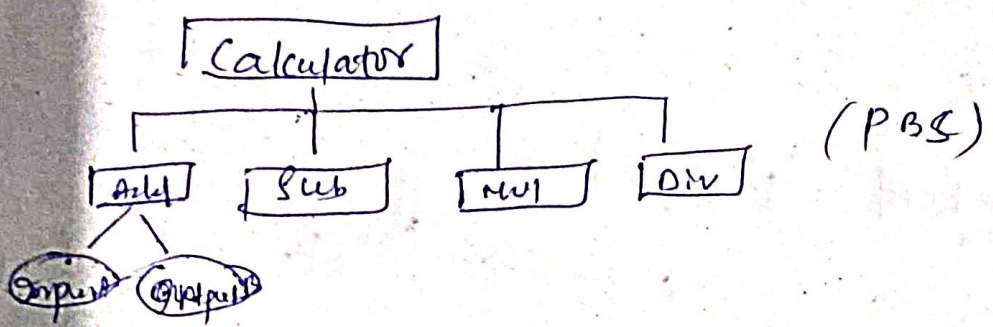 Calculator
(PBS)
Add Sub Mul Div
Input Output